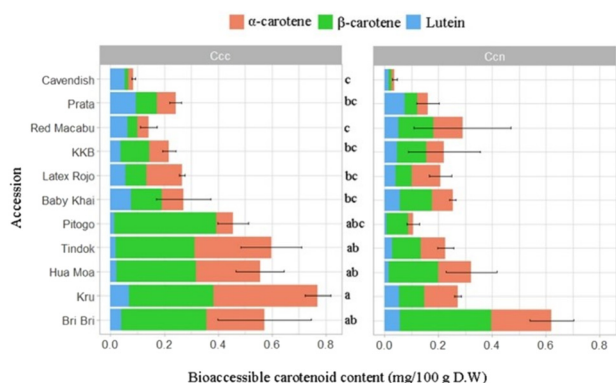 α-carotene β-carotene Lutein
Ccc Ccn
Cavendish c
Prata bc
Red Macabu c
KKB bc
Latex Rojo bc
Baby Khai bc
Pitogo abc
Tindok ab
Hua Moa ab
Kru a
Bri Bri ab
Accession
0.0 0.2 0.4 0.6 0.8 0.0 0.2 0.4 0.6 0.8
Bioaccessible carotenoid content (mg/100 g D.W)